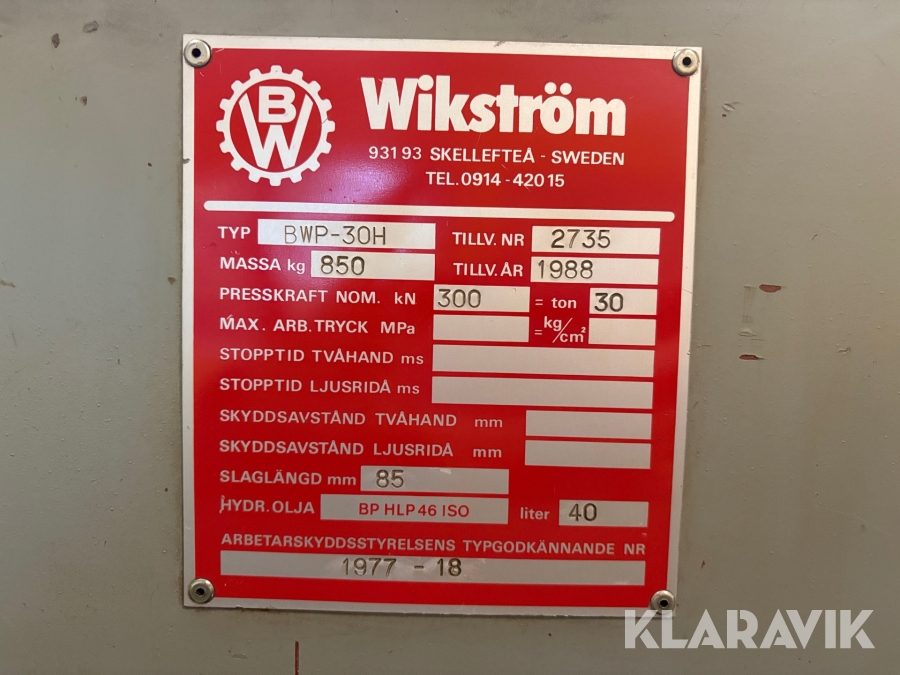 BW
Wikström
931 93 SKELLEFTEÅ - SWEDEN
TEL. 0914 - 420 15
TYP BWP-30H TILLV. NR 2735
MASSA kg 850 TILLV. ÅR 1988
PRESSKRAFT NOM. kN 300 = ton 30
MAX. ARB. TRYCK MPa = kg/cm²
STOPPTID TVÅHAND ms
STOPPTID LJUSRIDÅ ms
SKYDDSAVSTÅND TVÅHAND mm
SKYDDSAVSTÅND LJUSRIDÅ mm
SLAGLÄNGD mm 85
HYDR. OLJA BP HLP 46 ISO liter 40
ARBETARSKYDDSSTYRELSENS TYPGODKÄNNANDE NR
1977 - 18
KLARAVIK